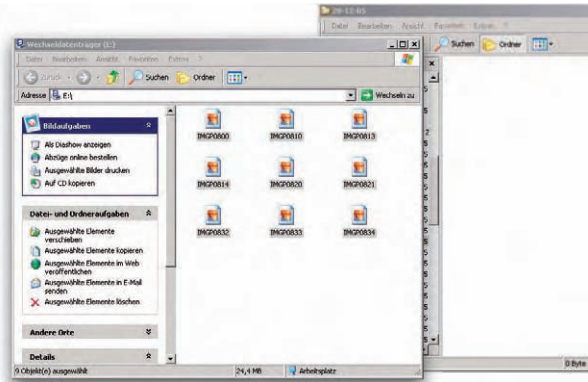 28-12-05
Datei Bearbeiten Ansicht Favoriten Extras ?
Suchen Ordner
Wechseldatenträger (E:)
Datei Bearbeiten Ansicht Favoriten Extras ?
Zurück Suchen Ordner
Adresse E:\ Wechseln zu
Bildaufgaben
Als Diashow anzeigen
Abzüge online bestellen
Ausgewählte Bilder drucken
Auf CD kopieren
Datei- und Ordneraufgaben
Ausgewählte Elemente
verschieben
Ausgewählte Elemente kopieren
Ausgewählte Elemente im Web
veröffentlichen
Ausgewählte Elemente in E-Mail
senden
Ausgewählte Elemente löschen
Andere Orte
Details
IMGP0800 IMGP0810 IMGP0813
IMGP0814 IMGP0820 IMGP0821
IMGP0832 IMGP0833 IMGP0834
9 Objekt(e) ausgewählt 24,4 MB Arbeitsplatz
0 Byte